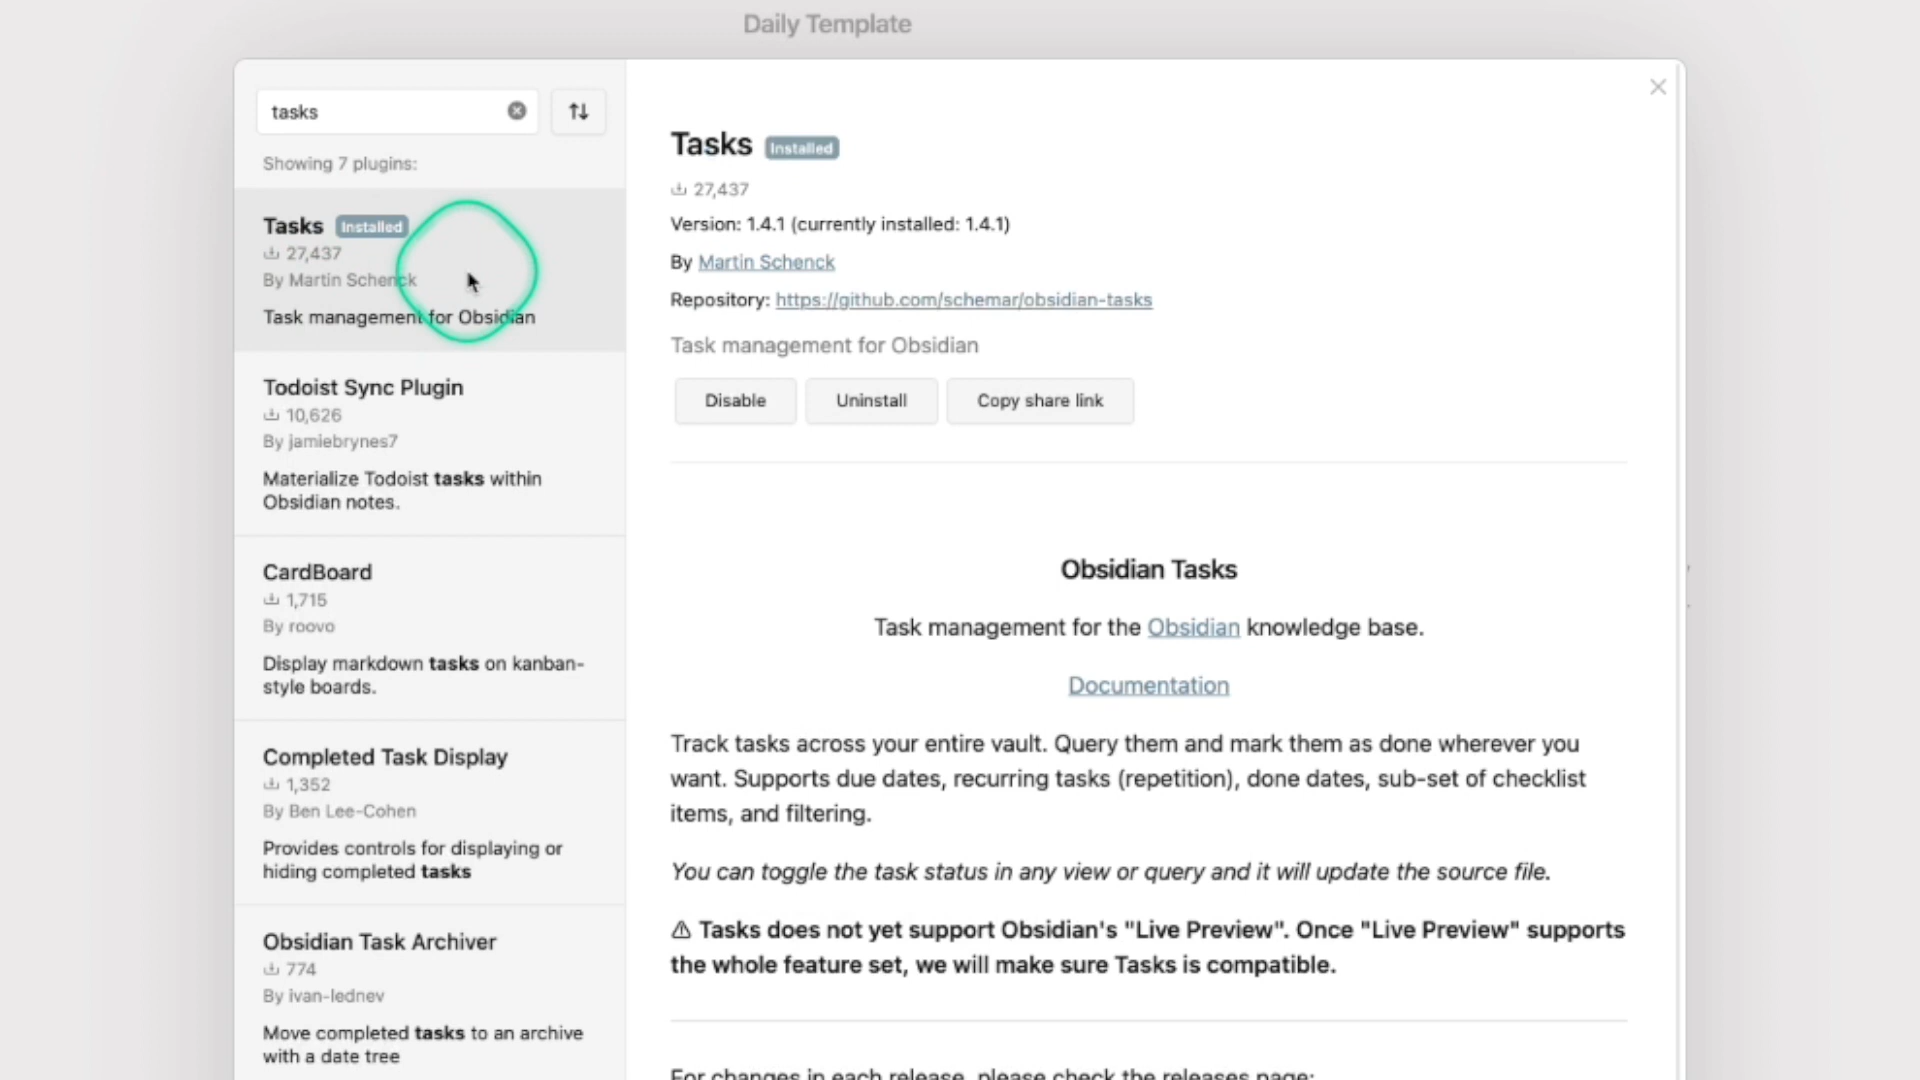 Daily Template
tasks
Showing 7 plugins:
Tasks Installed
27,437
By Martin Schenck
Task management for Obsidian
Todoist Sync Plugin
10,626
By jamiebrynes7
Materialize Todoist tasks within
Obsidian notes.
CardBoard
1,715
By roovo
Display markdown tasks on kanban-
style boards.
Completed Task Display
1,352
By Ben Lee-Cohen
Provides controls for displaying or
hiding completed tasks
Obsidian Task Archiver
774
By ivan-lednev
Move completed tasks to an archive
with a date tree
Tasks Installed
27,437
Version: 1.4.1 (currently installed: 1.4.1)
By Martin Schenck
Repository: https://github.com/schemar/obsidian-tasks
Task management for Obsidian
Disable Uninstall Copy share link
Obsidian Tasks
Task management for the Obsidian knowledge base.
Documentation
Track tasks across your entire vault. Query them and mark them as done wherever you
want. Supports due dates, recurring tasks (repetition), done dates, sub-set of checklist
items, and filtering.
You can toggle the task status in any view or query and it will update the source file.
⚠ Tasks does not yet support Obsidian's "Live Preview". Once "Live Preview" supports
the whole feature set, we will make sure Tasks is compatible.
For changes in each release, please check the releases page: